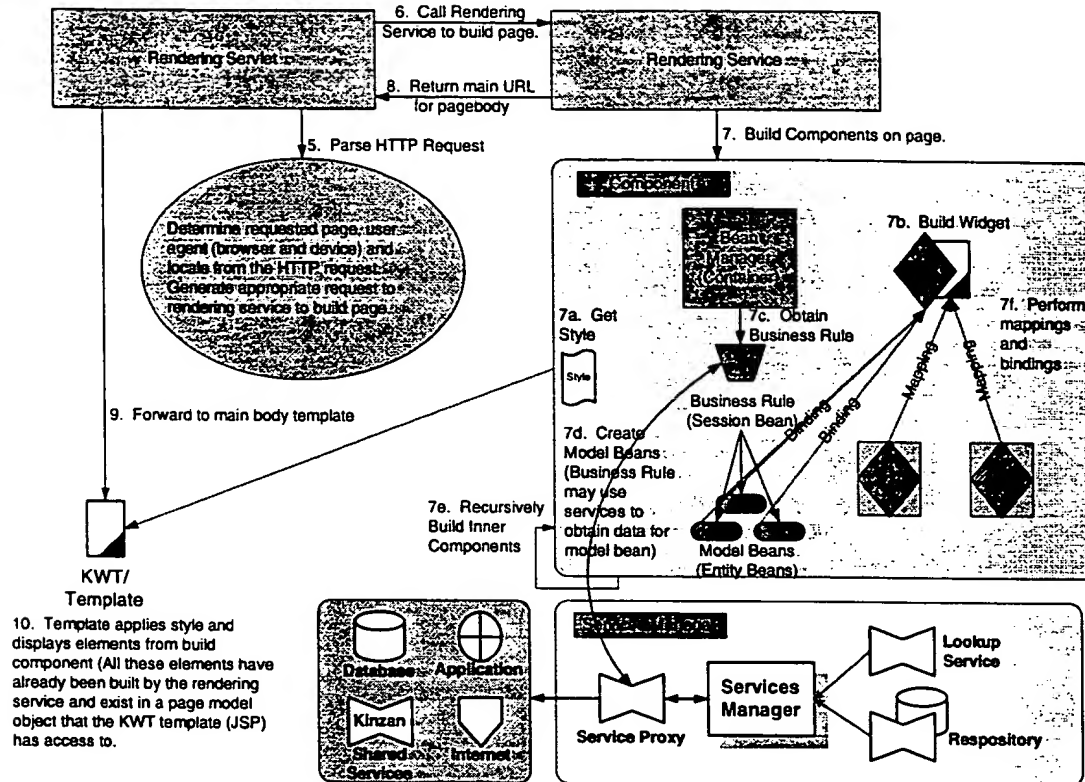 6. Call Rendering
Service to build page.
Rendering Servlet
Rendering Service
8. Return main URL
for pagebody
5. Parse HTTP Request
7. Build Components on page.
Determine requested page, user
agent (browser and device) and
locate from the HTTP request.
Generate appropriate request to
rendering service to build page.
Component
Bean
Manager
(Container)
7b. Build Widget
7a. Get
Style
Style
7c. Obtain
Business Rule
7f. Perform
mappings
and
bindings
Mapping
Mapping
Business Rule
(Session Bean)
Binding
Binding
9. Forward to main body template
7d. Create
Model Beans
(Business Rule
may use
services to
obtain data for
model bean)
7e. Recursively
Build Inner
Components
Model Beans
(Entity Beans)
KWT/
Template
10. Template applies style and
displays elements from build
component (All these elements have
already been built by the rendering
service and exist in a page model
object that the KWT template (JSP)
has access to.
Database
Application
Kinzan
Shared
Services
Internet
Service Proxy
Services
Manager
Lookup
Service
Respository